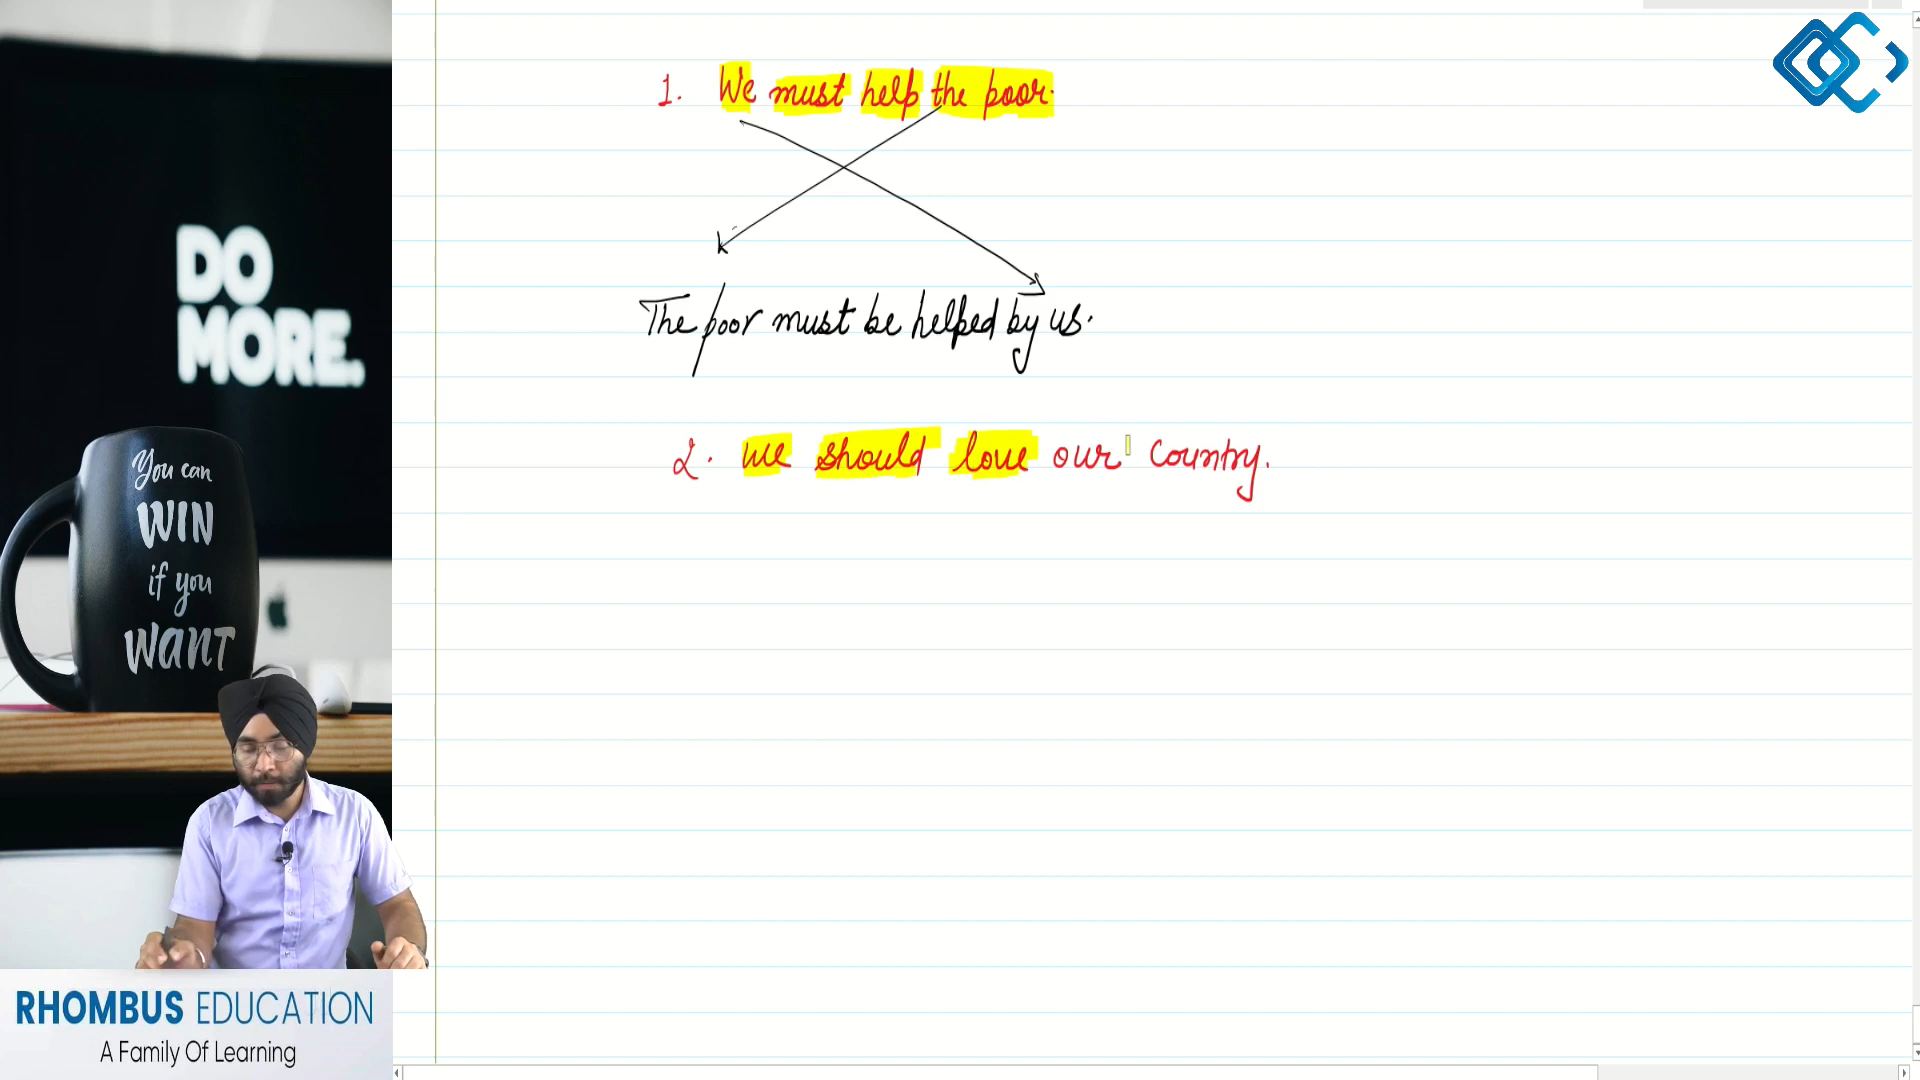 1. We must help the poor.
The poor must be helped by us.
2. we should love our country.
DO
MORE.
You can
WIN
if you
WANT
RHOMBUS EDUCATION
A Family Of Learning